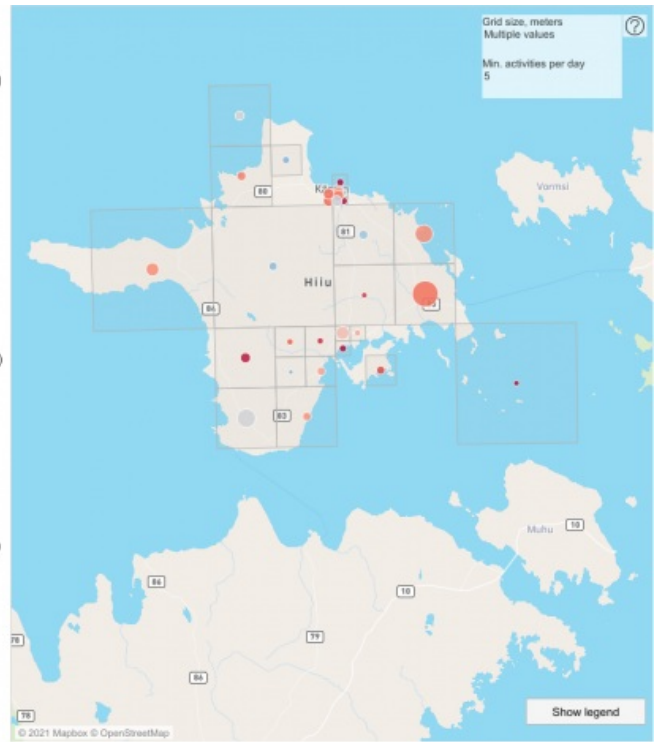 Grid size, meters
Multiple values
?
Min. activities per day
5
Vormsi
80
81
Hiiu
86
83
Muhu
10
86
10
79
78
86
78
Show legend
© 2021 Mapbox © OpenStreetMap